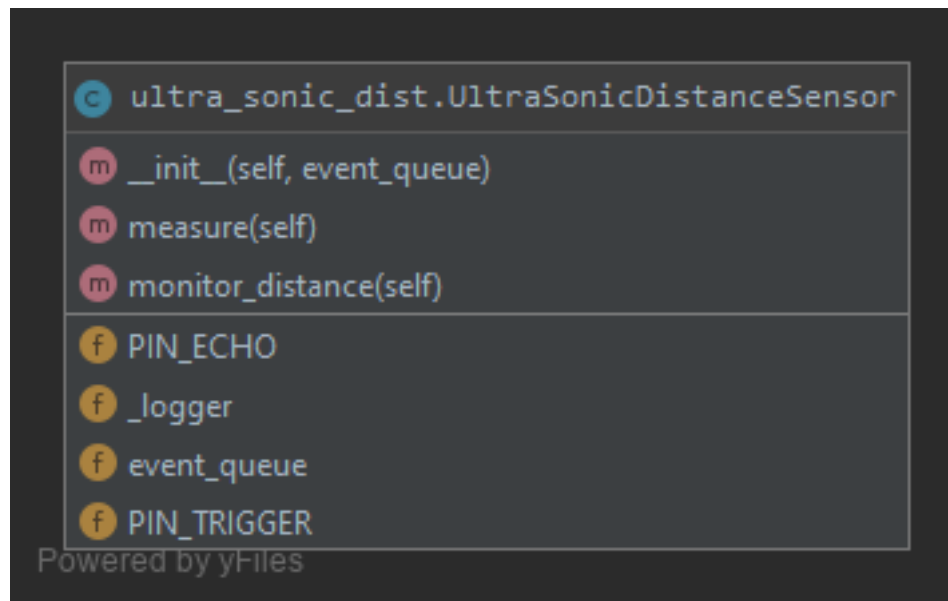 c ultra_sonic_dist.UltraSonicDistanceSensor
m __init__(self, event_queue)
m measure(self)
m monitor_distance(self)
f PIN_ECHO
f _logger
f event_queue
f PIN_TRIGGER
Powered by yFiles